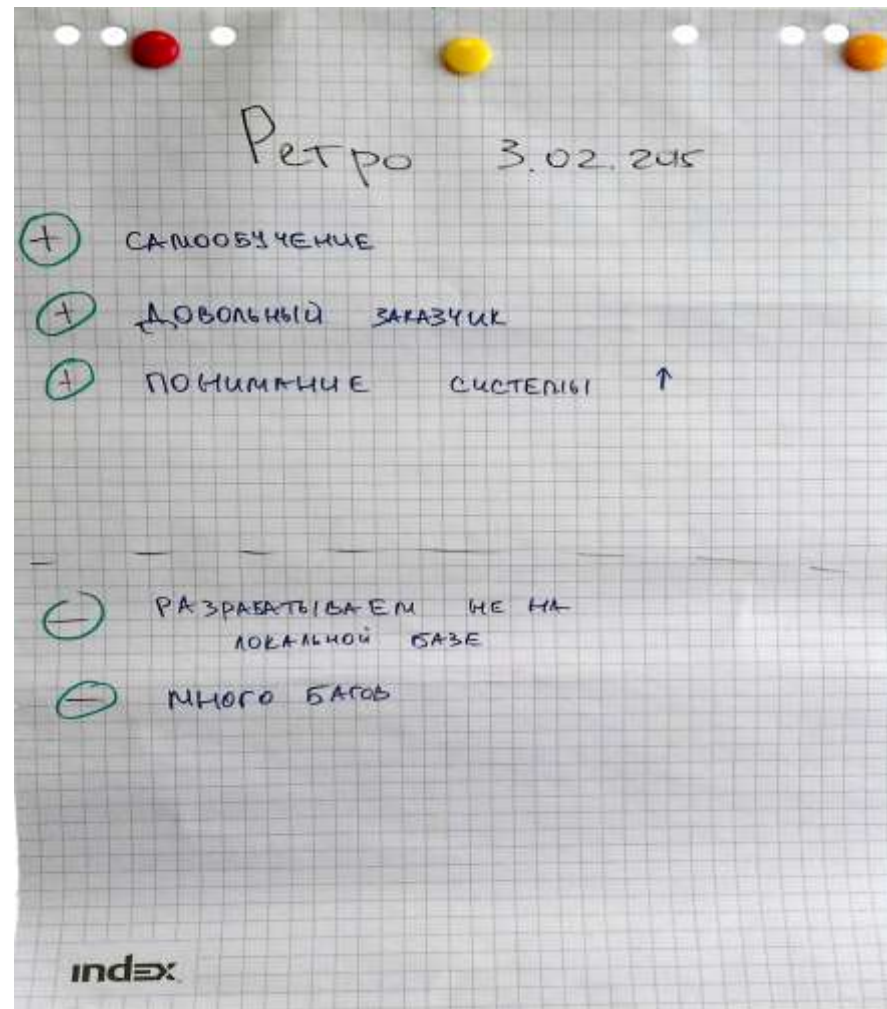 Ретро 3.02.2015
+ САМООБУЧЕНИЕ
+ ДОВОЛЬНЫЙ ЗАКАЗЧИК
+ ПОНИМАНИЕ СИСТЕМЫ ↑
- РАЗРАБАТЫВАЕМ НЕ НА
ЛОКАЛЬНОЙ БАЗЕ
- МНОГО БАГОВ
index